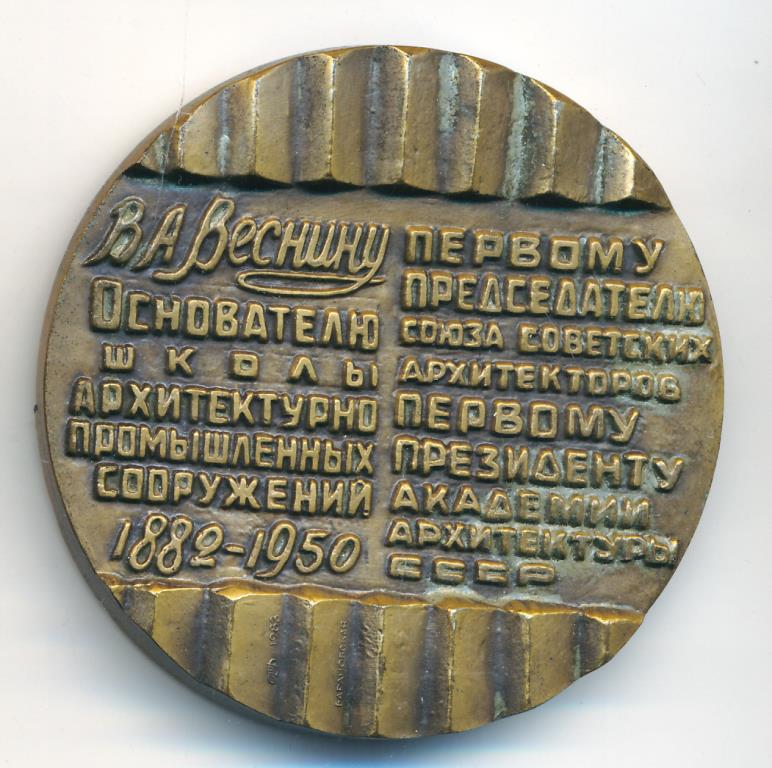 В.А. Веснину
Основателю
школы
архитектурно
промышленных
сооружений
1882-1950
первому
председателю
союза советских
архитекторов
первому
президенту
академии
архитектуры
СССР
1983
БАРАНОВСКАЯ